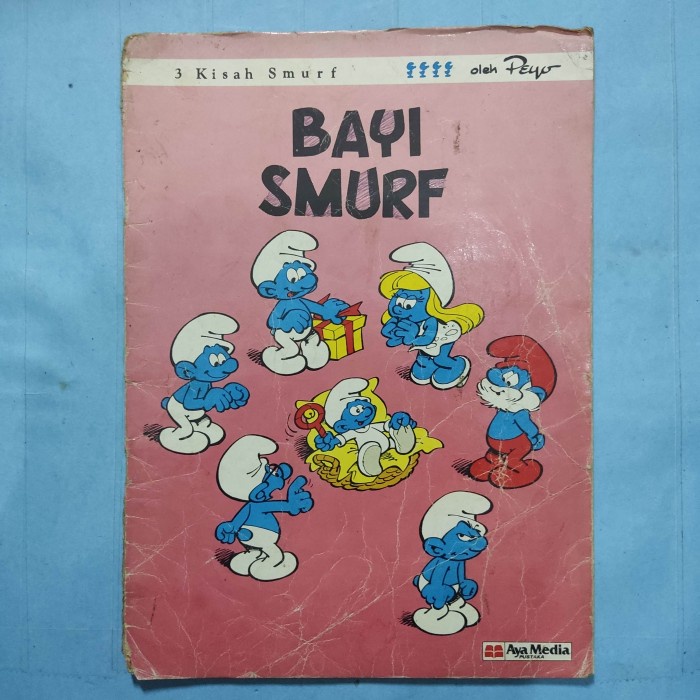 3 Kisah Smurf oleh Peyo
BAYI
SMURF
Aya Media
PUSTAKA